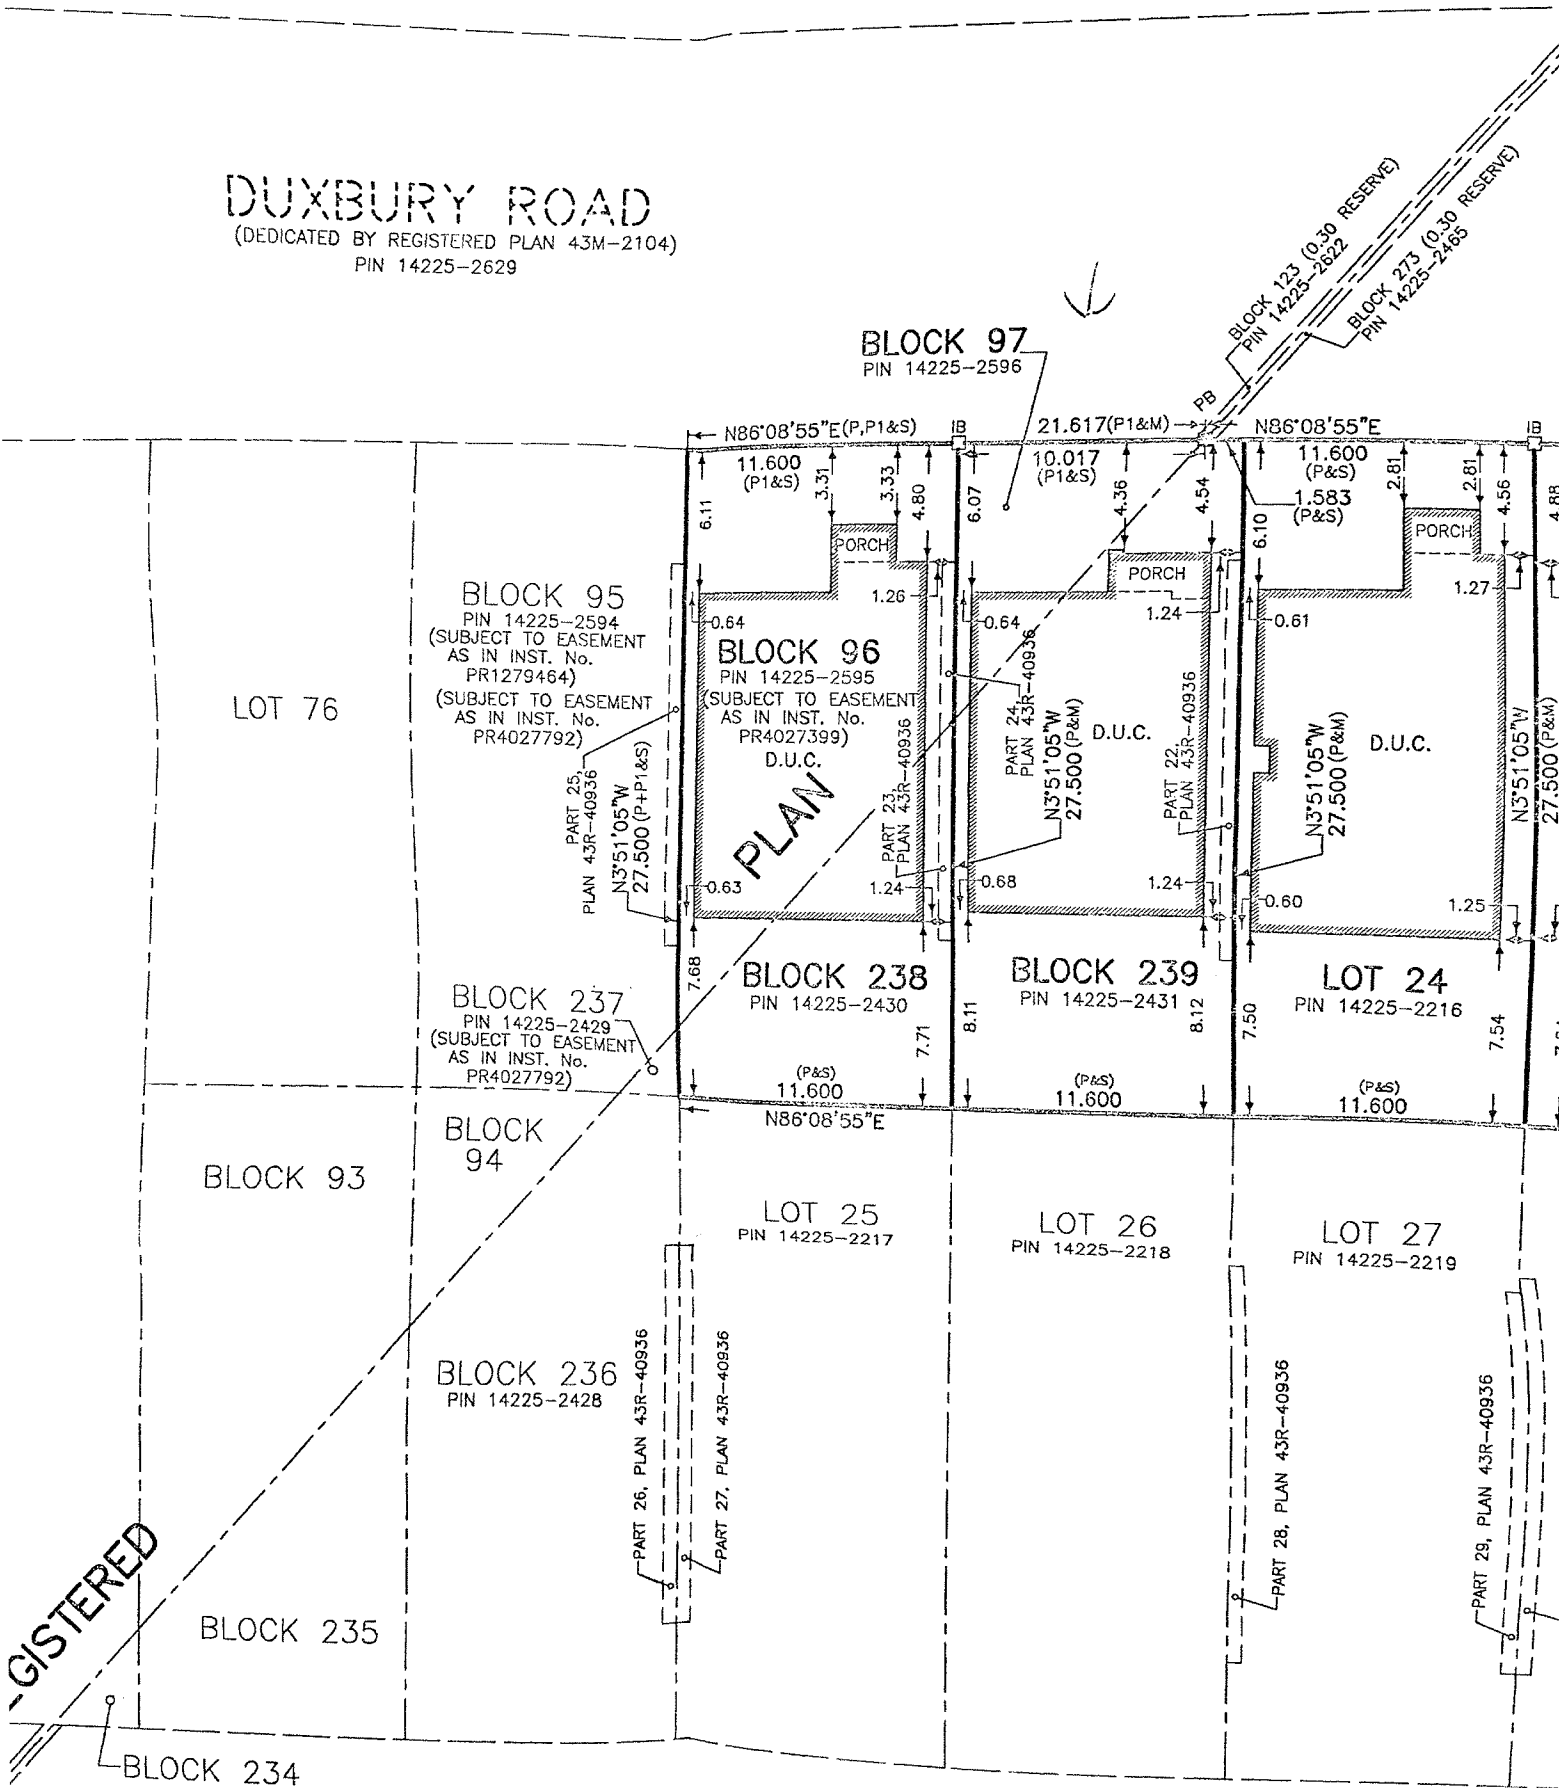 DUXBURY ROAD
(DEDICATED BY REGISTERED PLAN 43M-2104)
PIN 14225-2629
BLOCK 123 (0.30 RESERVE)
PIN 14225-2622
BLOCK 273 (0.30 RESERVE)
PIN 14225-2465
BLOCK 97
PIN 14225-2596
PB
N86°08'55"E(P,P1&S)
IB
21.617(P1&M)
N86°08'55"E
IB
11.600
(P1&S)
10.017
(P1&S)
11.600
(P&S)
1.583
(P&S)
6.11
3.31
3.33
4.80
6.07
4.36
4.54
6.10
2.81
2.81
4.56
4.88
PORCH
PORCH
PORCH
1.26
1.24
1.27
0.64
0.64
0.61
BLOCK 95
PIN 14225-2594
(SUBJECT TO EASEMENT
AS IN INST. No.
PR1279464)
(SUBJECT TO EASEMENT
AS IN INST. No.
PR4027792)
BLOCK 96
PIN 14225-2595
(SUBJECT TO EASEMENT
AS IN INST. No.
PR4027399)
D.U.C.
LOT 76
D.U.C.
D.U.C.
PART 25,
PLAN 43R-40936
N3°51'05"W
27.500 (P+P1&S)
PLAN
PART 23,
PLAN 43R-40936
PART 24,
PLAN 43R-40936
N3°51'05"W
27.500 (P&M)
PART 22,
PLAN 43R-40936
N3°51'05"W
27.500 (P&M)
N3°51'05"W
27.500 (P&M)
0.63
1.24
0.68
1.24
0.60
1.25
7.68
BLOCK 238
PIN 14225-2430
7.71
8.11
BLOCK 239
PIN 14225-2431
8.12
7.50
LOT 24
PIN 14225-2216
7.54
BLOCK 237
PIN 14225-2429
(SUBJECT TO EASEMENT
AS IN INST. No.
PR4027792)
(P&S)
11.600
N86°08'55"E
(P&S)
11.600
(P&S)
11.600
BLOCK
94
BLOCK 93
LOT 25
PIN 14225-2217
LOT 26
PIN 14225-2218
LOT 27
PIN 14225-2219
BLOCK 236
PIN 14225-2428
PART 26, PLAN 43R-40936
PART 27, PLAN 43R-40936
PART 28, PLAN 43R-40936
PART 29, PLAN 43R-40936
GISTERED
BLOCK 235
BLOCK 234